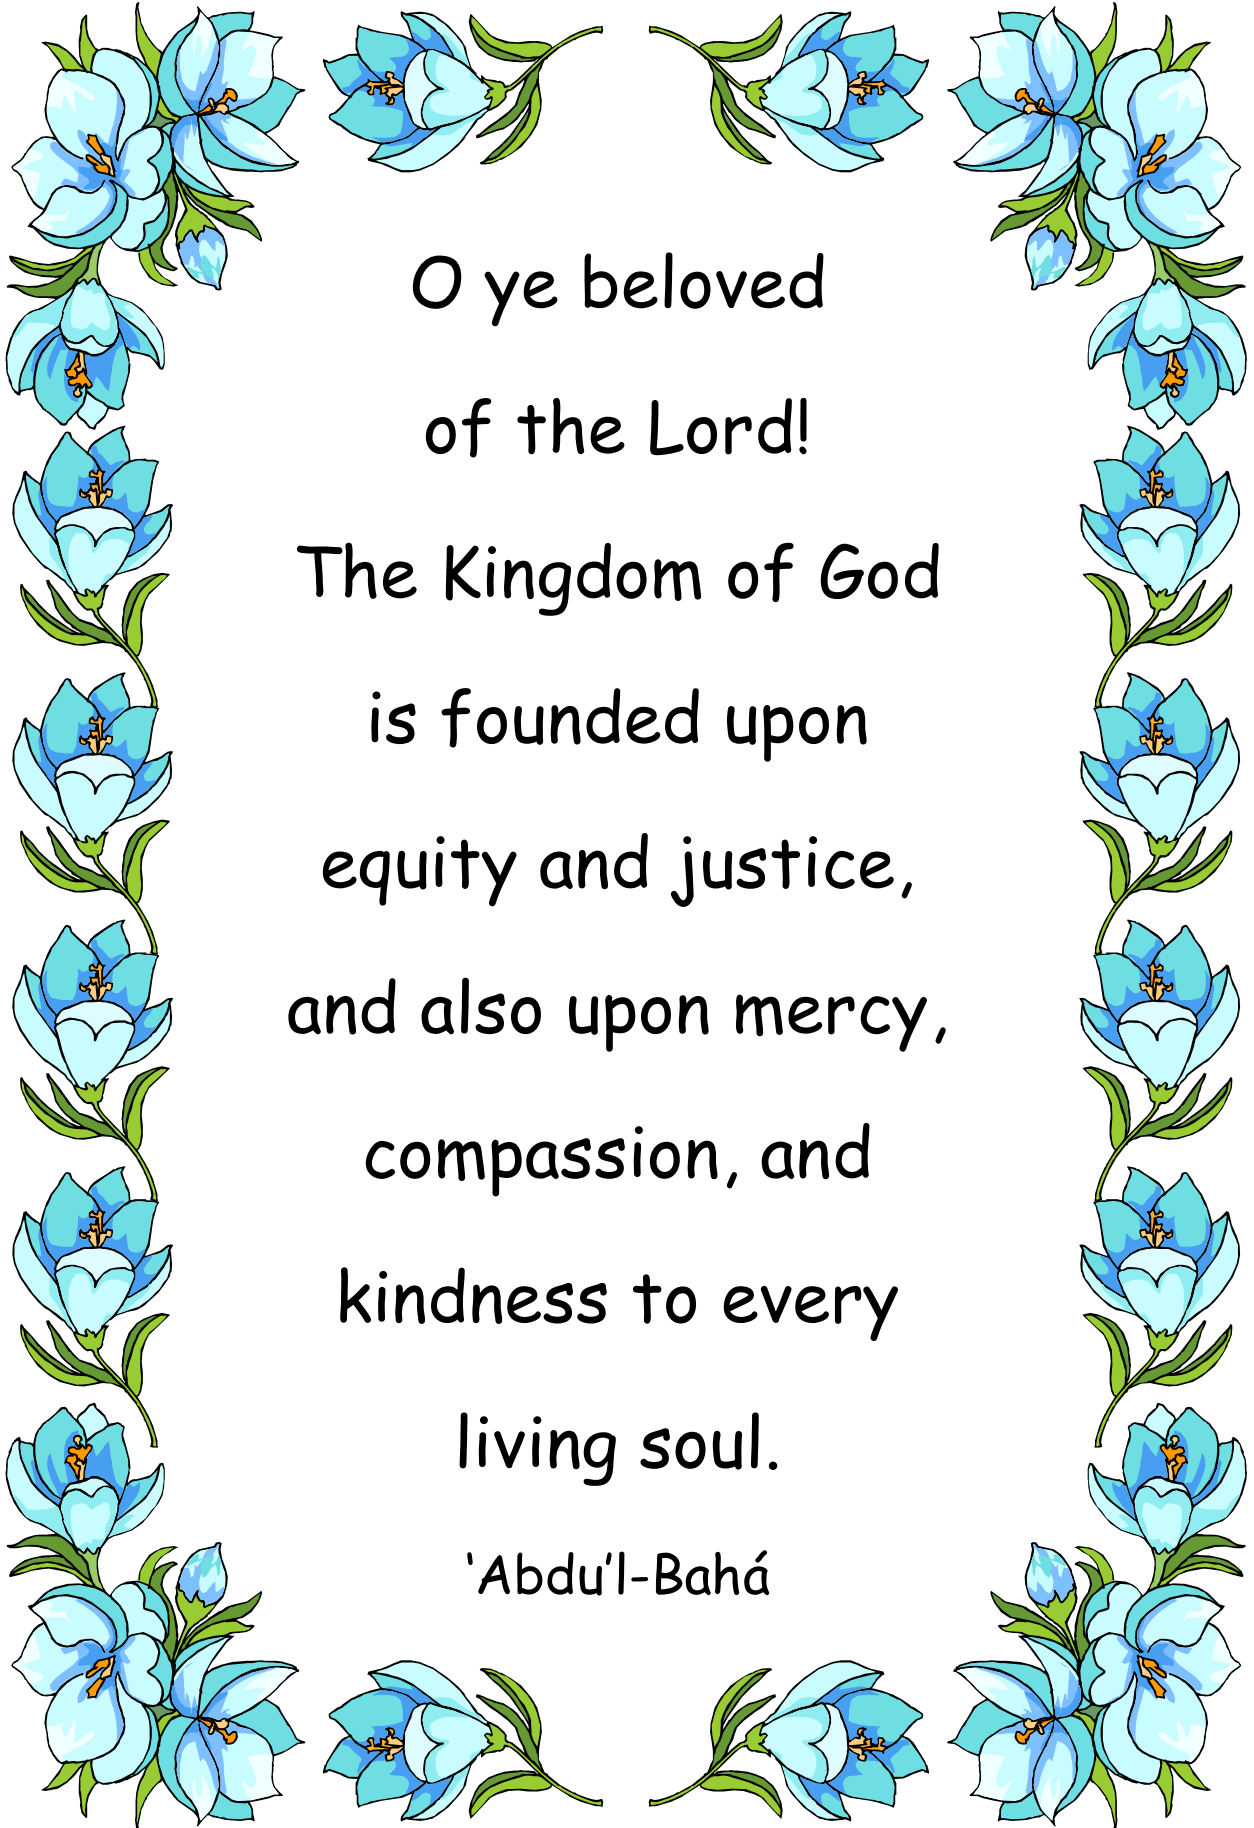 O ye beloved
of the Lord!
The Kingdom of God
is founded upon
equity and justice,
and also upon mercy,
compassion, and
kindness to every
living soul.
‘Abdu’l-Bahá